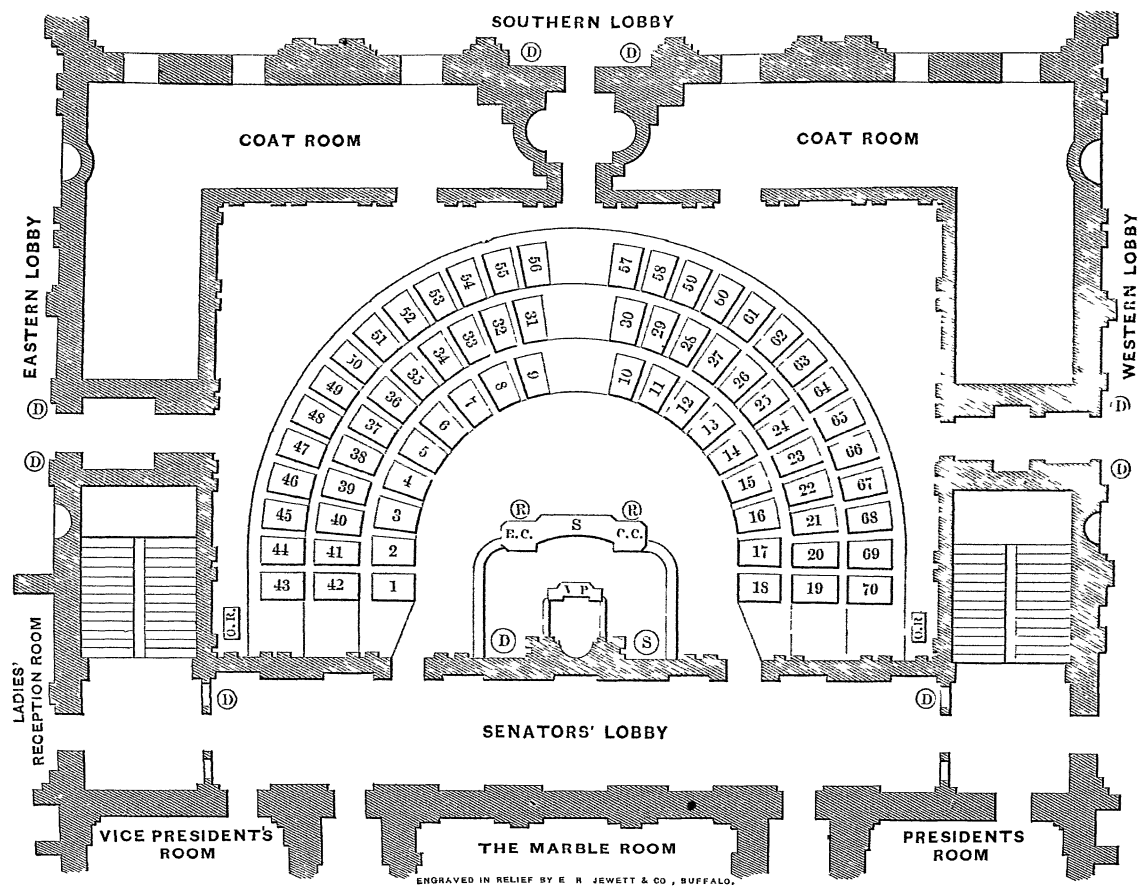 SOUTHERN LOBBY
D D
COAT ROOM COAT ROOM
EASTERN LOBBY
WESTERN LOBBY
D D
D D
56 57
55 58
54 59
53 60
52 61
51 62
50 63
49 64
48 65
47 66
46 67
45 68
44 69
43 70
31 30
32 29
33 28
34 27
35 26
36 25
37 24
38 23
39 22
40 21
41 20
42 19
9 10
8 11
7 12
6 13
5 14
4 15
3 16
2 17
1 18
R R
E.C. S C.C.
V P
D S
O.R. O.R.
LADIES'
RECEPTION ROOM
D D
SENATORS' LOBBY
VICE PRESIDENT'S
ROOM
THE MARBLE ROOM
PRESIDENTS
ROOM
ENGRAVED IN RELIEF BY E R JEWETT & CO, BUFFALO.